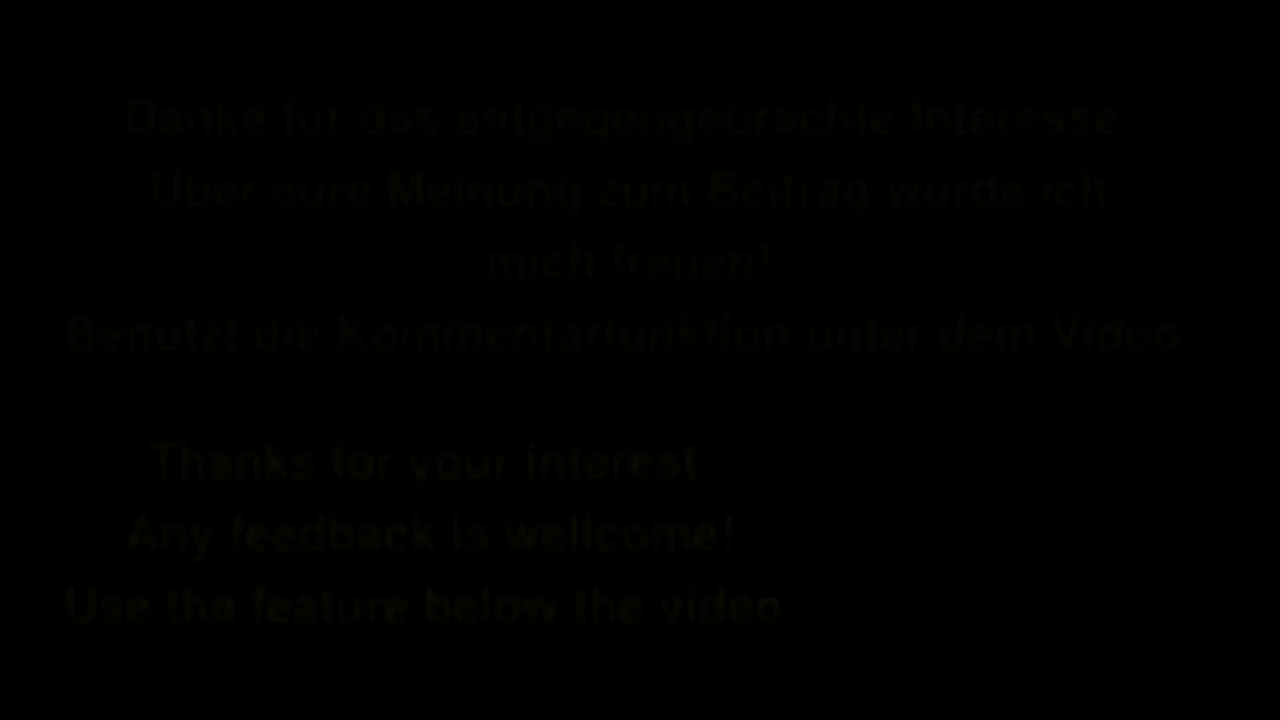 Danke für das entgegengebrachte Interesse.
Über eure Meinung zum Beitrag würde ich
mich freuen!
Benutzt die Kommentarfunktion unter dem Video.
Thanks for your interest.
Any feedback is wellcome!
Use the feature below the video.